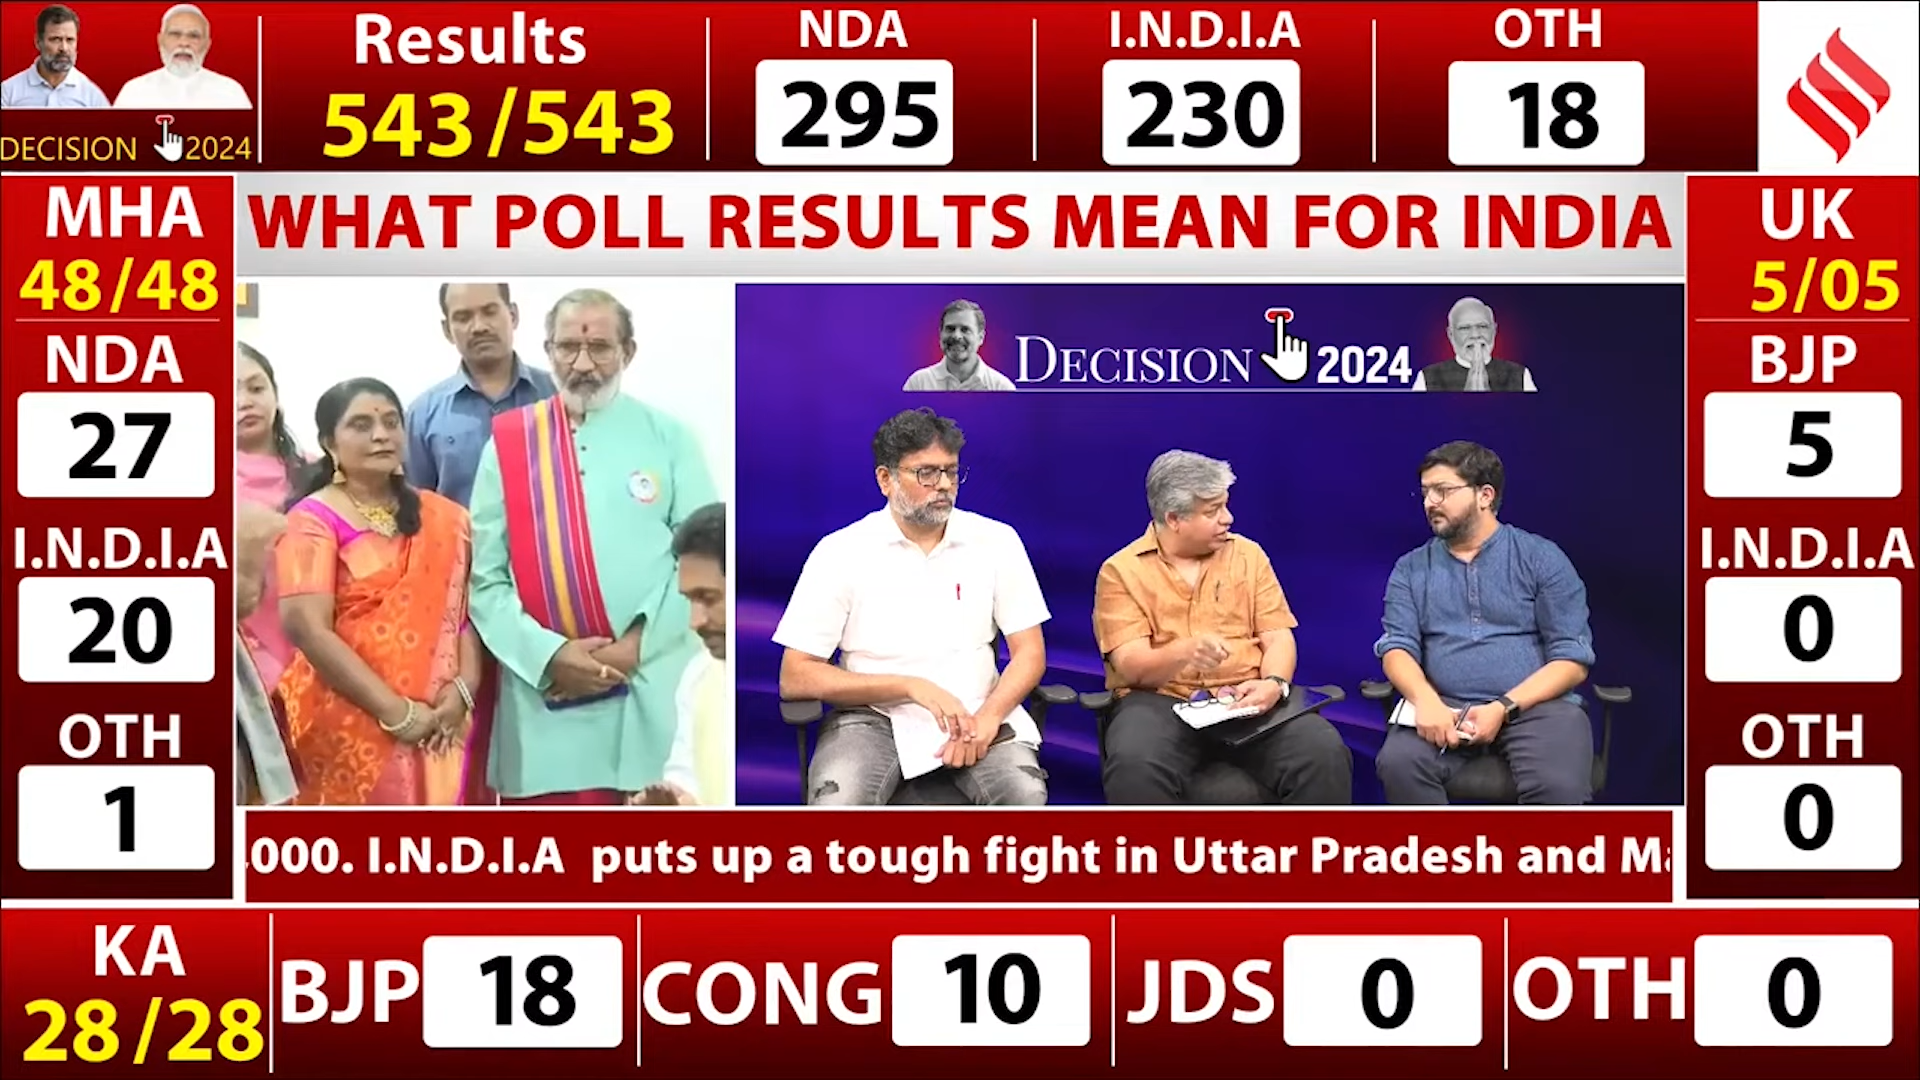 Results
543/543
NDA
295
I.N.D.I.A
230
OTH
18
DECISION 2024
MHA
48/48
NDA
27
I.N.D.I.A
20
OTH
1
WHAT POLL RESULTS MEAN FOR INDIA
DECISION 2024
UK
5/05
BJP
5
I.N.D.I.A
0
OTH
0
000. I.N.D.I.A puts up a tough fight in Uttar Pradesh and
KA
28/28
BJP
18
CONG
10
JDS
0
OTH
0